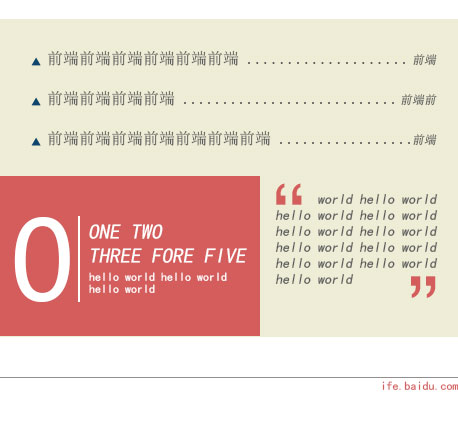 ▲ 前端前端前端前端前端前端 .................... 前端
▲ 前端前端前端前端 .......................... 前端前
▲ 前端前端前端前端前端前端前端 ................ 前端
0
ONE TWO
THREE FORE FIVE
hello world hello world
hello world
“ world hello world
hello world hello world
hello world hello world
hello world hello world
hello world hello world
hello world ”
ife.baidu.com